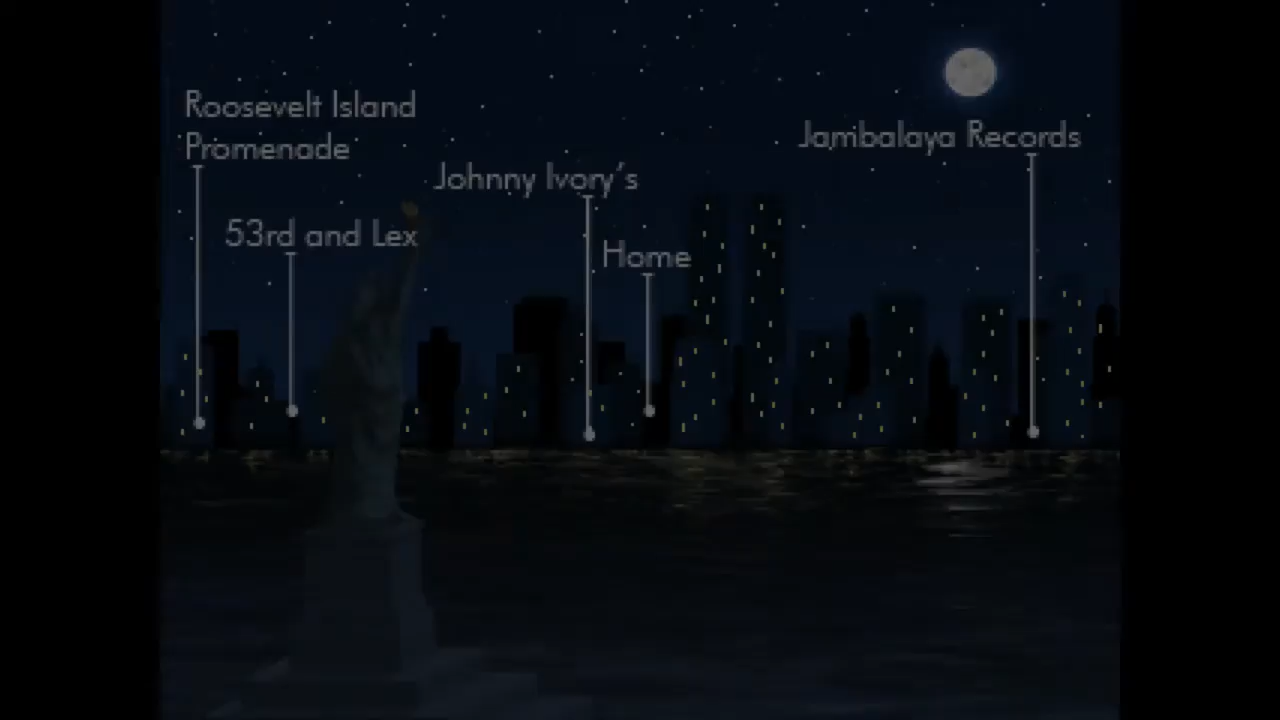 Roosevelt Island
Promenade
53rd and Lex
Johnny Ivory's
Home
Jambalaya Records